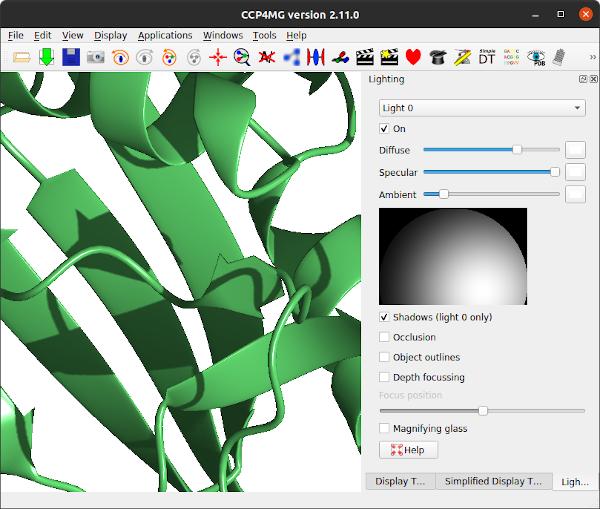 CCP4MG version 2.11.0
File Edit View Display Applications Windows Tools Help
Simple
DT
PDB
»
Lighting
Light 0
On
Diffuse
Specular
Ambient
Shadows (light 0 only)
Occlusion
Object outlines
Depth focussing
Focus position
Magnifying glass
Help
Display T... Simplified Display T... Ligh...